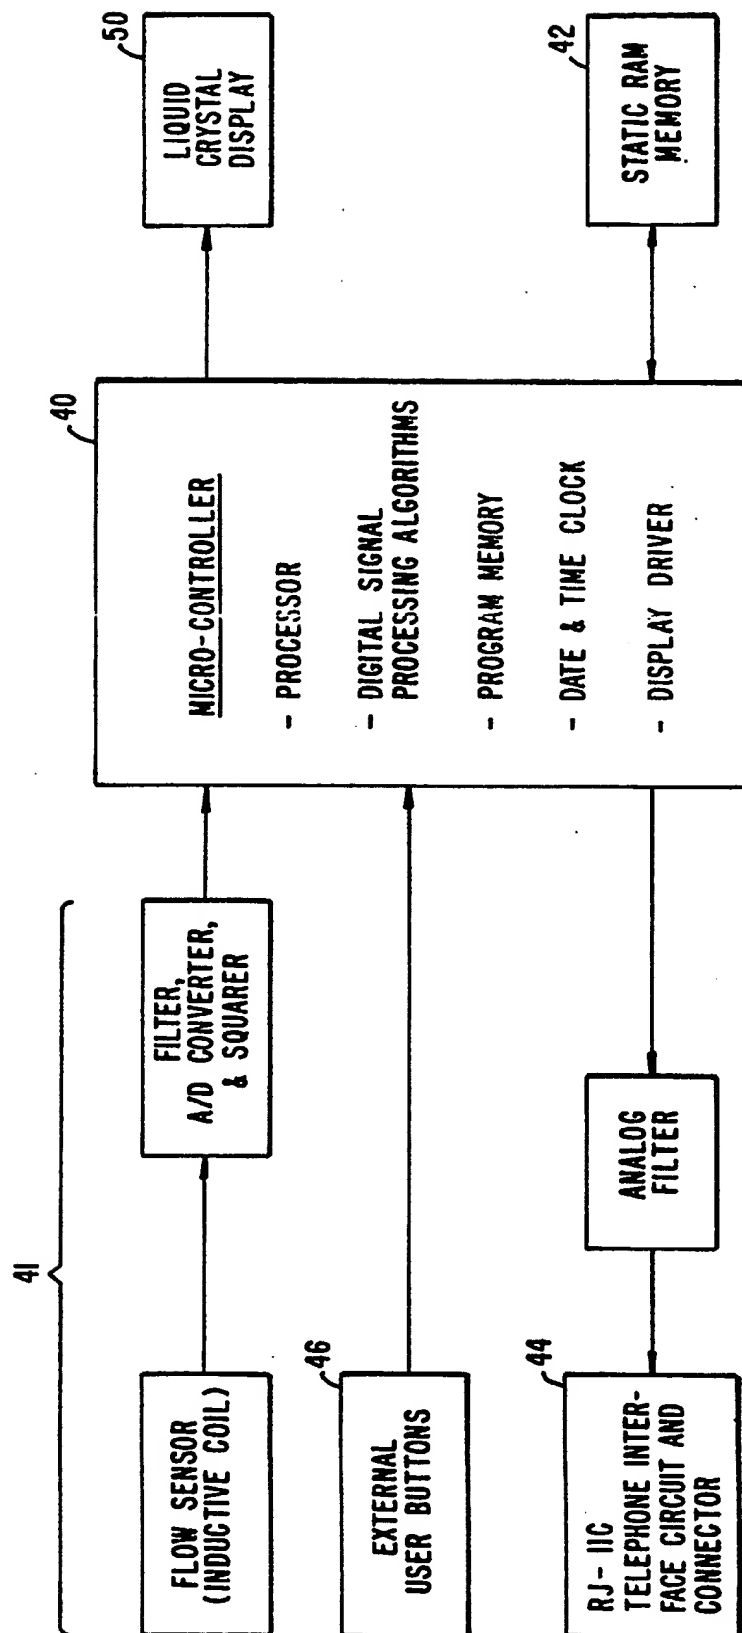 41
FLOW SENSOR
(INDUCTIVE COIL)
FILTER,
A/D CONVERTER,
& SQUARER
46
EXTERNAL
USER BUTTONS
44
RJ-IIC
TELEPHONE INTER-
FACE CIRCUIT AND
CONNECTOR
ANALOG
FILTER
40
MICRO-CONTROLLER
- PROCESSOR
- DIGITAL SIGNAL
PROCESSING ALGORITHMS
- PROGRAM MEMORY
- DATE & TIME CLOCK
- DISPLAY DRIVER
50
LIQUID
CRYSTAL
DISPLAY
42
STATIC RAM
MEMORY